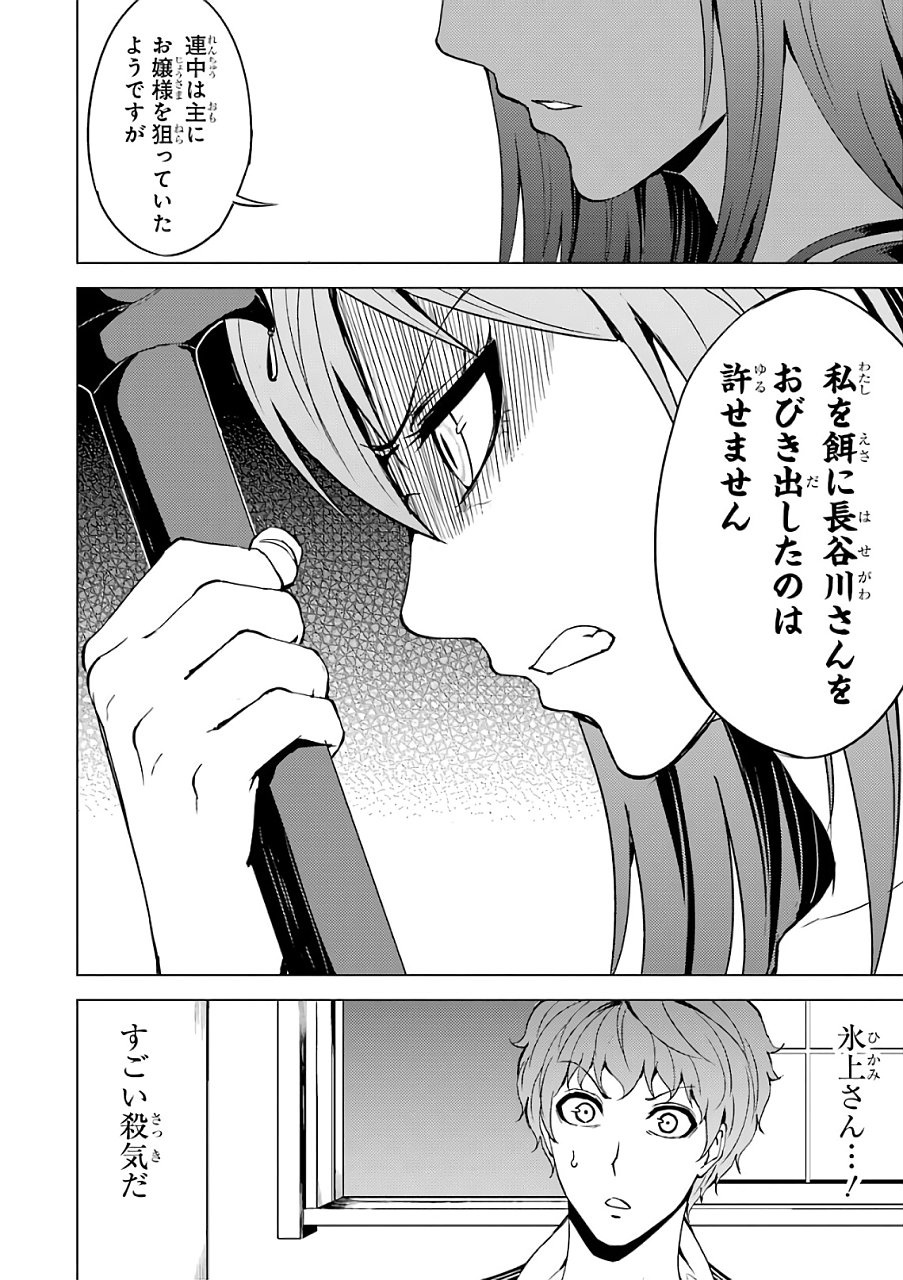 連中は主に
お嬢様を狙っていた
ようですが
私を餌に長谷川さんを
おびき出したのは
許せません
氷上さん…!
すごい殺気だ